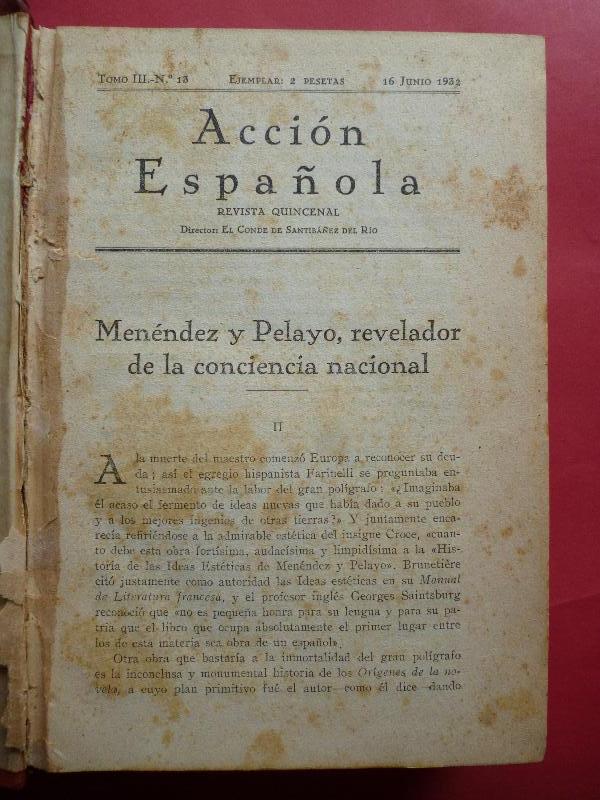 Tomo III.-N.º 13 Ejemplar: 2 pesetas 16 Junio 1932
Acción
Española
REVISTA QUINCENAL
Director: El Conde de Santibáñez del Río
Menéndez y Pelayo, revelador
de la conciencia nacional
II
A la muerte del maestro comenzó Europa a reconocer su deu-
da; así el egregio hispanista Farinelli se preguntaba en-
tusiasmado ante la labor del gran polígrafo: «¿Imaginaba
él acaso el fermento de ideas nuevas que había dado a su pueblo
y a los mejores ingenios de otras tierras?» Y juntamente enca-
recía refiriéndose a la admirable estética del insigne Croce, «cuan-
to debe esta obra fortísima, audacísima y limpidísima a la «His-
toria de las Ideas Estéticas de Menéndez y Pelayo». Brunetière
citó justamente como autoridad las Ideas estéticas en su Manual
de Literatura francesa, y el profesor inglés Georges Saintsburg
reconoció que «no es pequeña honra para su lengua y para su pa-
tria que el libro que ocupa absolutamente el primer lugar entre
los de esta materia sea obra de un español».
Otra obra que bastaría a la inmortalidad del gran polígrafo
es la inconclusa y monumental historia de los Orígenes de la no-
vela, a cuyo plan primitivo fué el autor—como él dice—dando